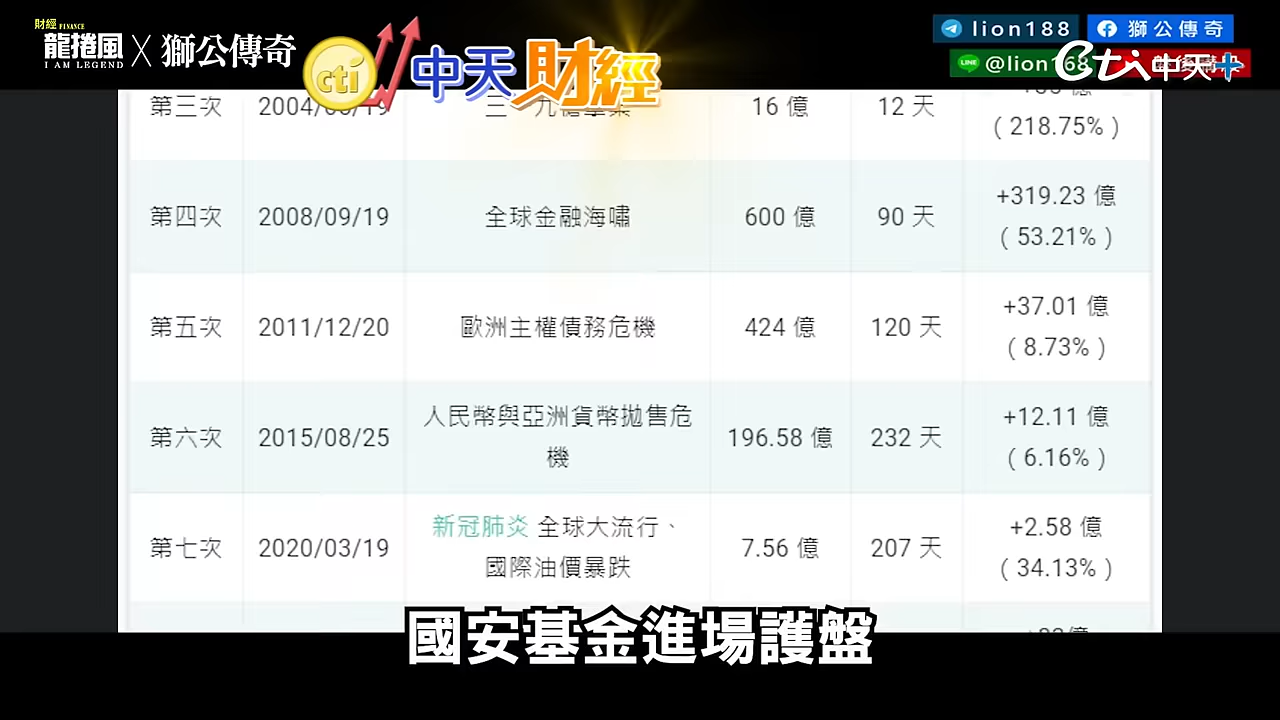 財經 FINANCE
龍捲風 X 獅公傳奇
I AM LEGEND
cti
中天財經
lion188
獅公傳奇
LINE @lion168
Cti 中天+
第三次 16 億 12 天 ( 218.75% )
第四次 2008/09/19 全球金融海嘯 600 億 90 天 +319.23 億 ( 53.21% )
第五次 2011/12/20 歐洲主權債務危機 424 億 120 天 +37.01 億 ( 8.73% )
第六次 2015/08/25 人民幣與亞洲貨幣拋售危機 196.58 億 232 天 +12.11 億 ( 6.16% )
第七次 2020/03/19 新冠肺炎 全球大流行、國際油價暴跌 7.56 億 207 天 +2.58 億 ( 34.13% )
國安基金進場護盤